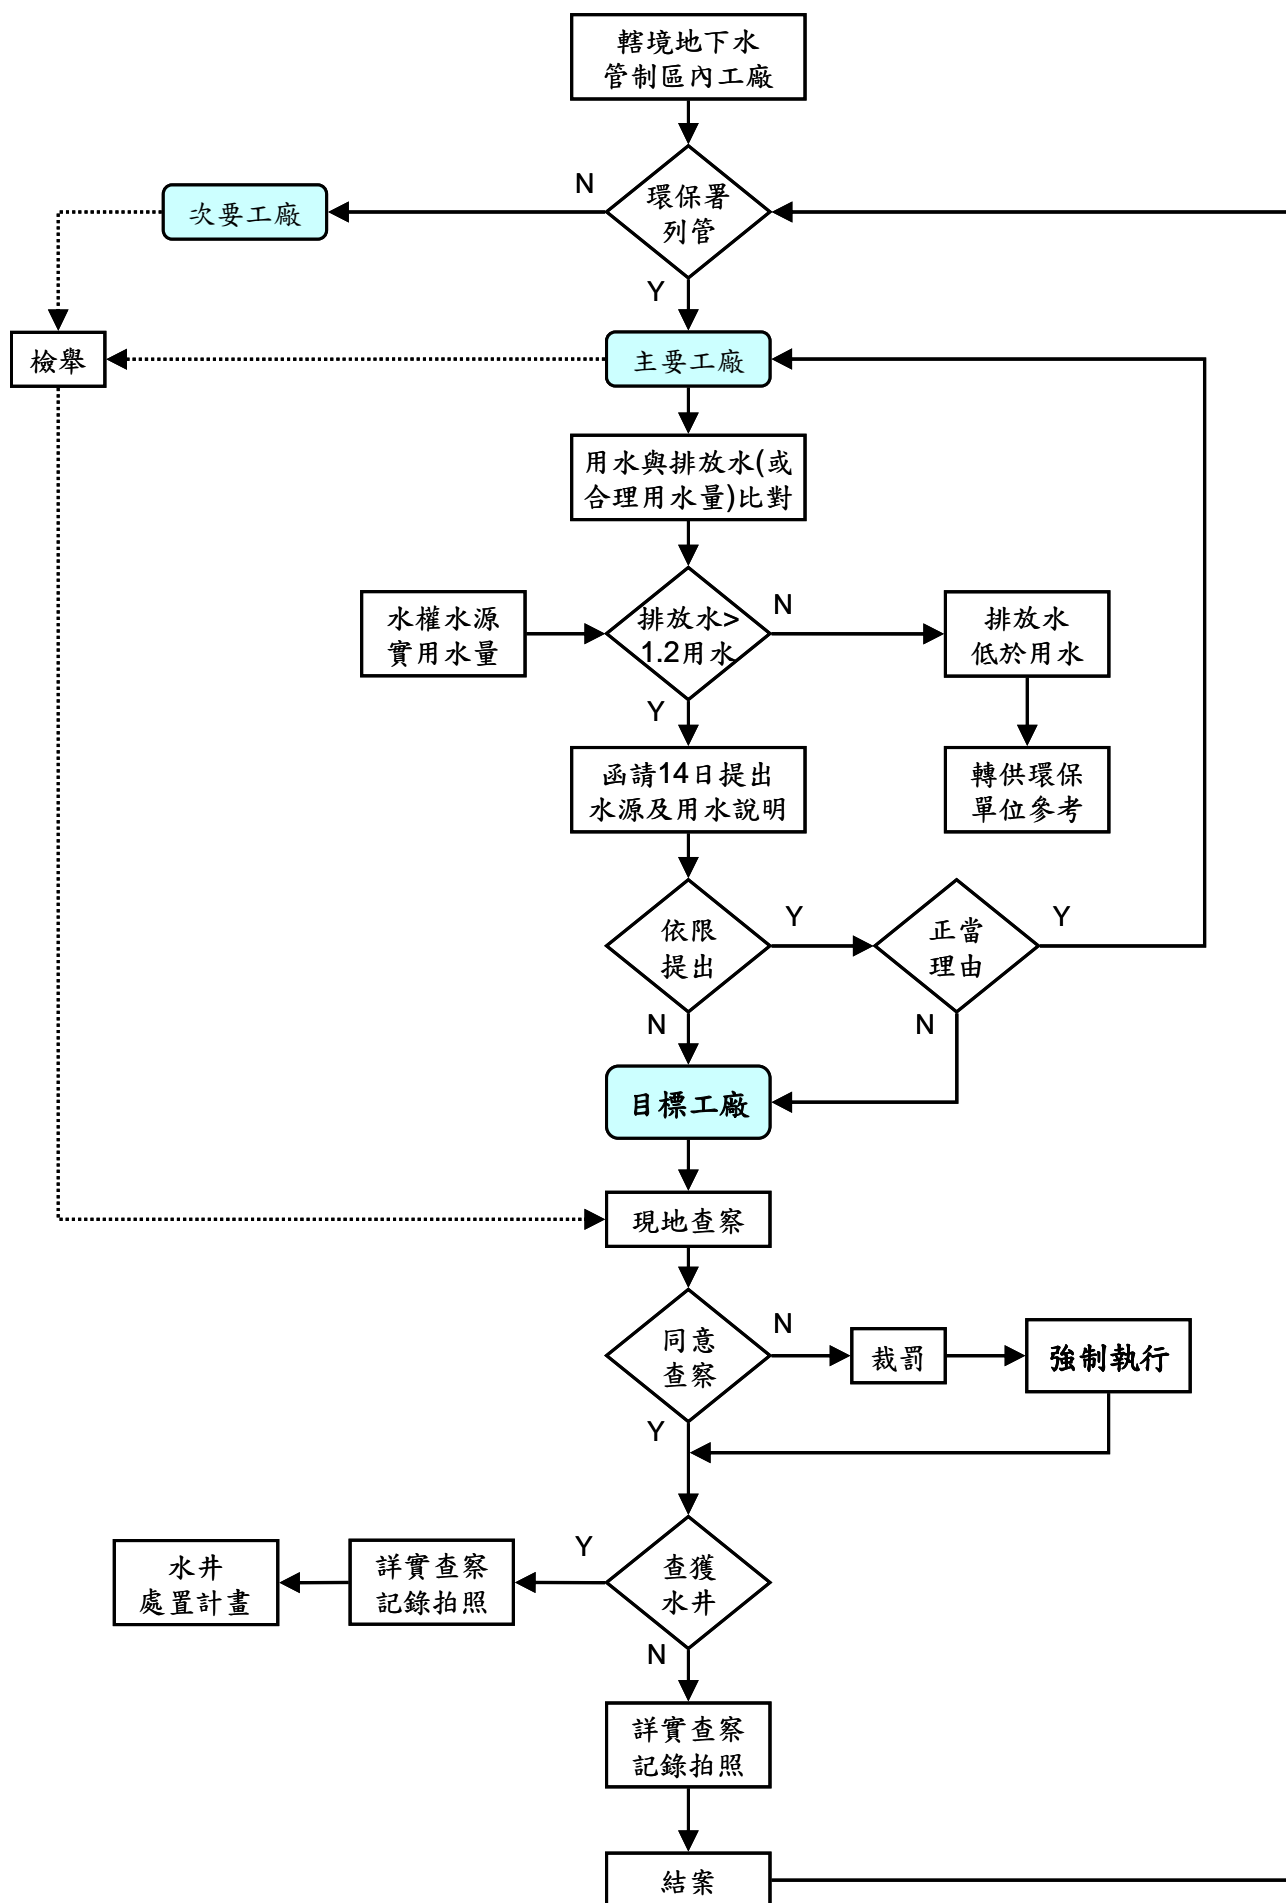 轄境地下水
管制區內工廠
N
環保署
列管
次要工廠
Y
檢舉
主要工廠
用水與排放水(或
合理用水量)比對
水權水源
實用水量
排放水>
1.2用水
N
排放水
低於用水
Y
函請14日提出
水源及用水說明
轉供環保
單位參考
依限
提出
Y
正當
理由
Y
N
N
目標工廠
現地查察
同意
查察
N
裁罰
強制執行
Y
水井
處置計畫
詳實查察
記錄拍照
Y
查獲
水井
N
詳實查察
記錄拍照
結案